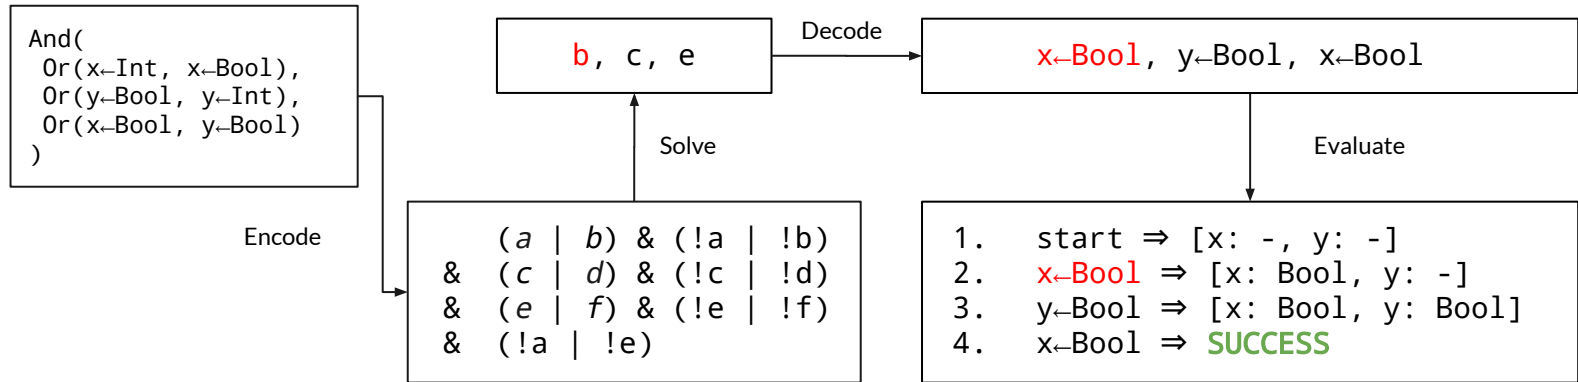 And(
 Or(x←Int, x←Bool),
 Or(y←Bool, y←Int),
 Or(x←Bool, y←Bool)
)
Encode
(a | b) & (!a | !b)
& (c | d) & (!c | !d)
& (e | f) & (!e | !f)
& (!a | !e)
Solve
b, c, e
Decode
x←Bool, y←Bool, x←Bool
Evaluate
1. start ⇒ [x: -, y: -]
2. x←Bool ⇒ [x: Bool, y: -]
3. y←Bool ⇒ [x: Bool, y: Bool]
4. x←Bool ⇒ SUCCESS